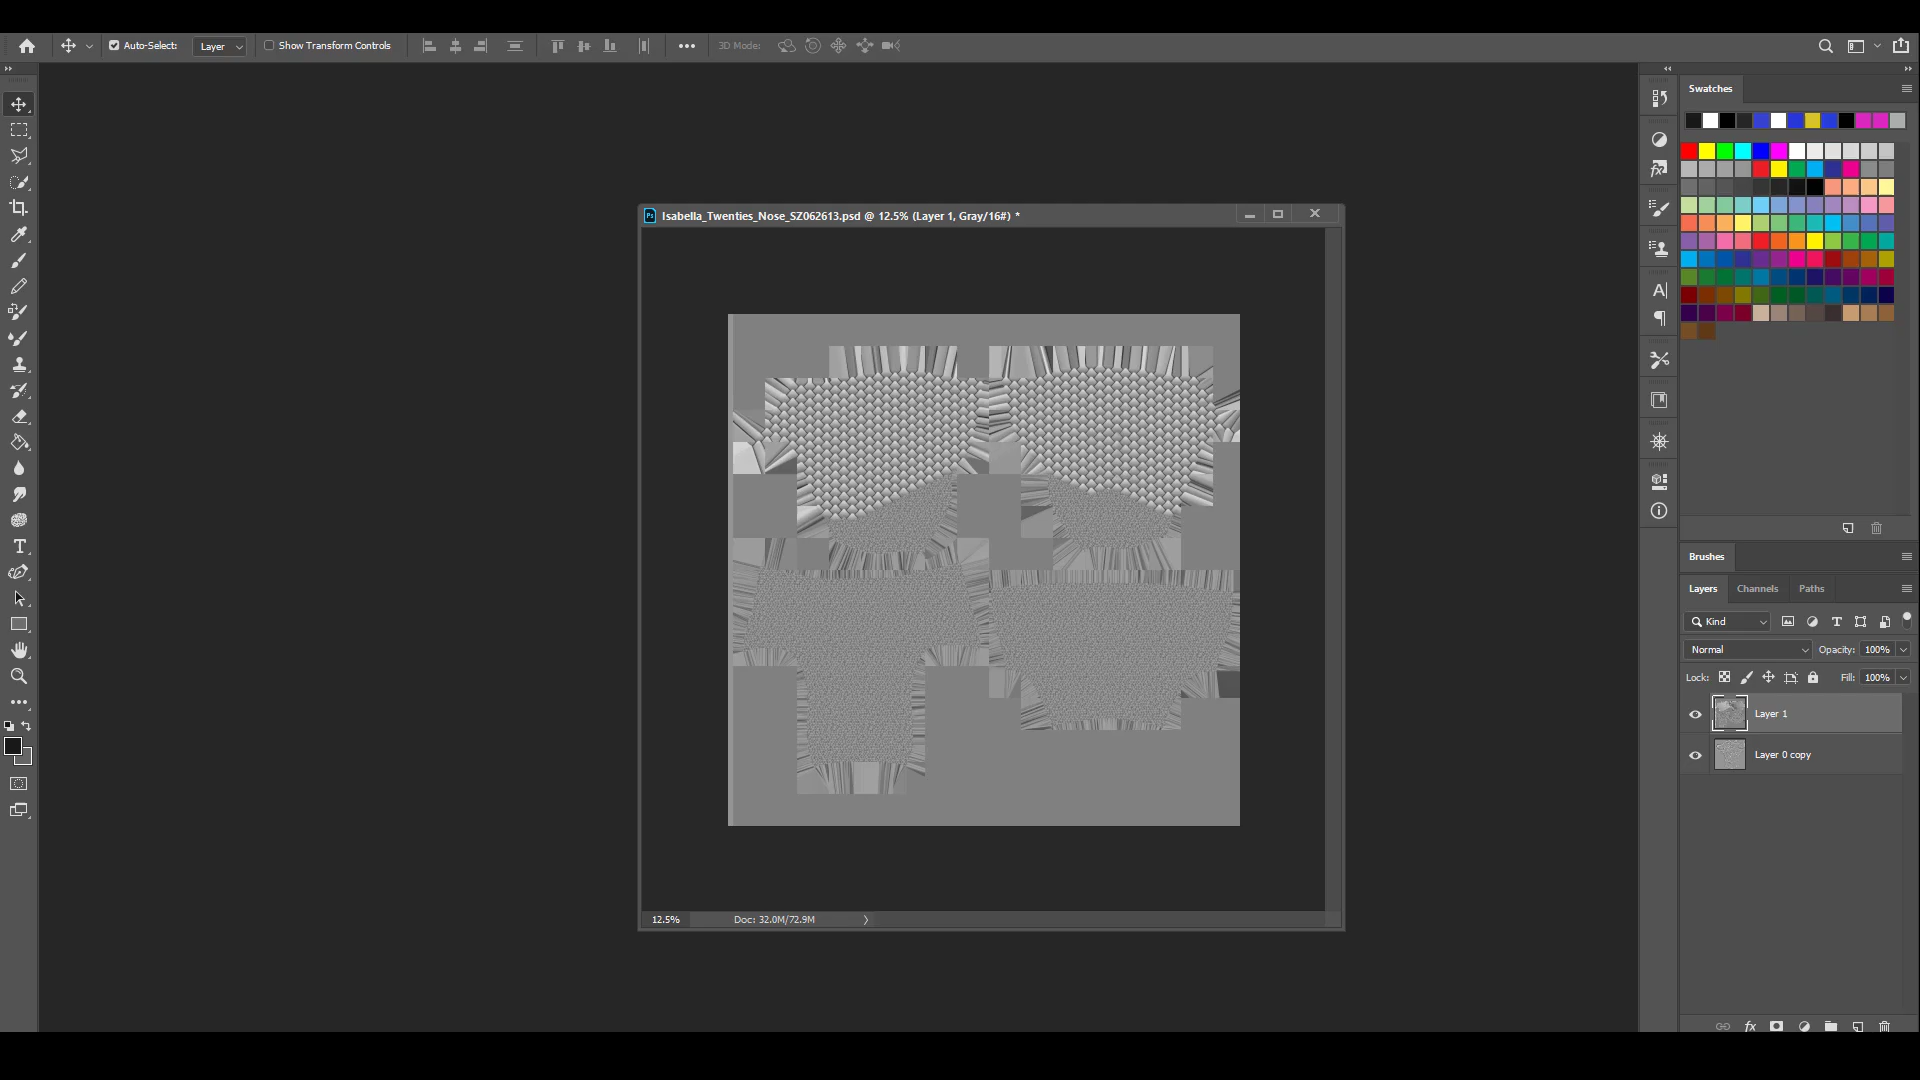 Auto-Select: Layer Show Transform Controls 3D Mode:
Swatches
Isabella_Twenties_Nose_SZ062613.psd @ 12.5% (Layer 1, Gray/16#) *
Brushes
Layers Channels Paths
Kind
Normal Opacity: 100%
Lock: Fill: 100%
Layer 1
Layer 0 copy
12.5% Doc: 32.0M/72.9M